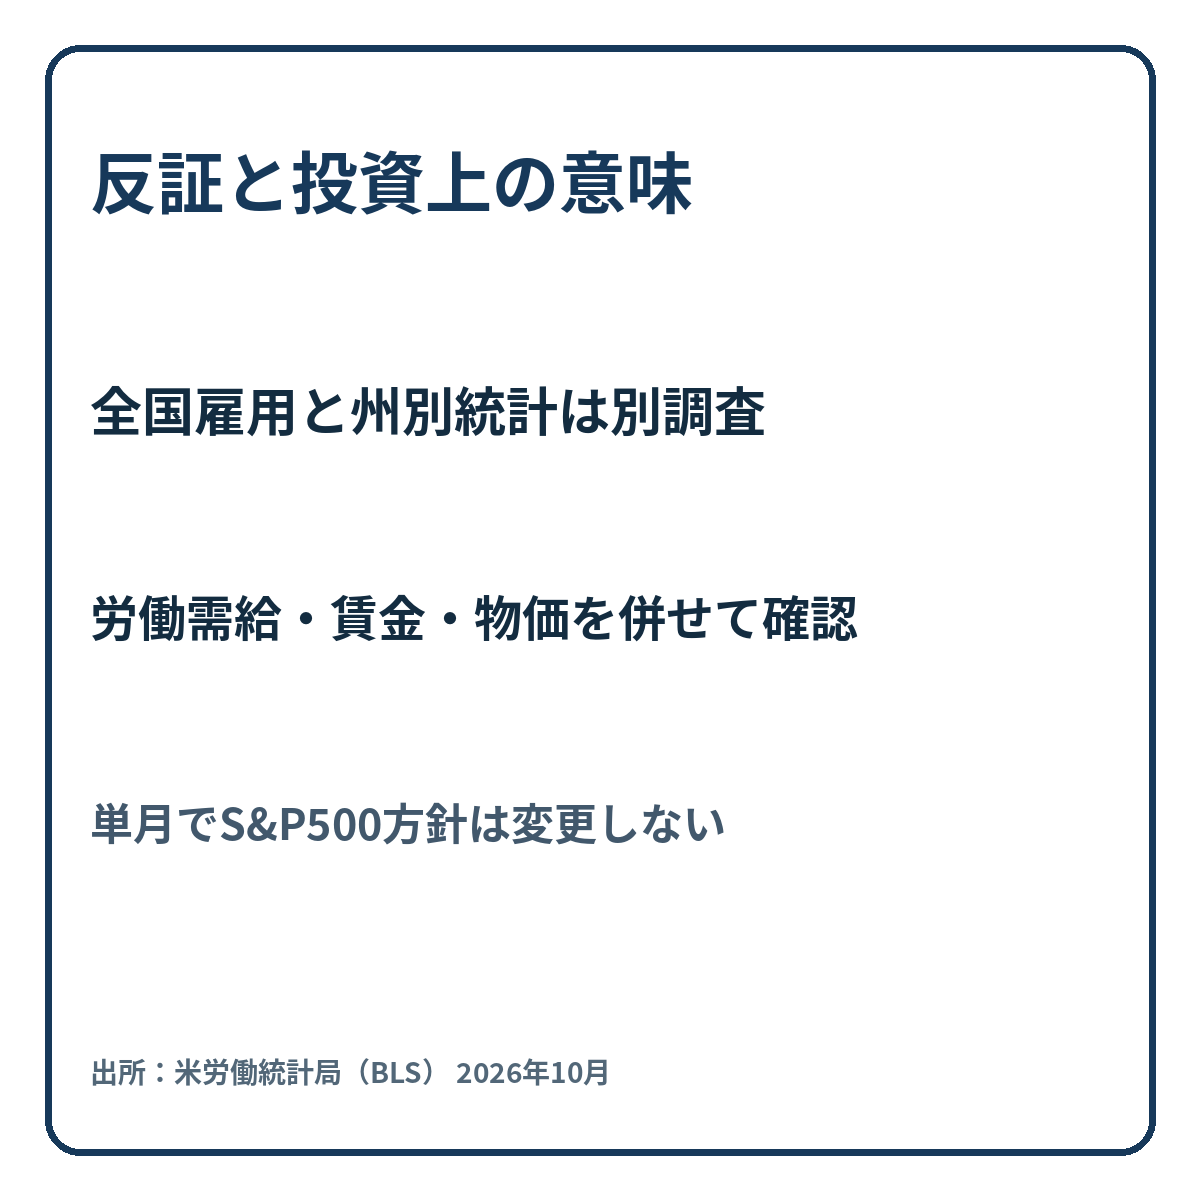 反証と投資上の意味
全国雇用と州別統計は別調査
労働需給・賃金・物価を併せて確認
単月でS&P500方針は変更しない
出所：米労働統計局（BLS） 2026年10月